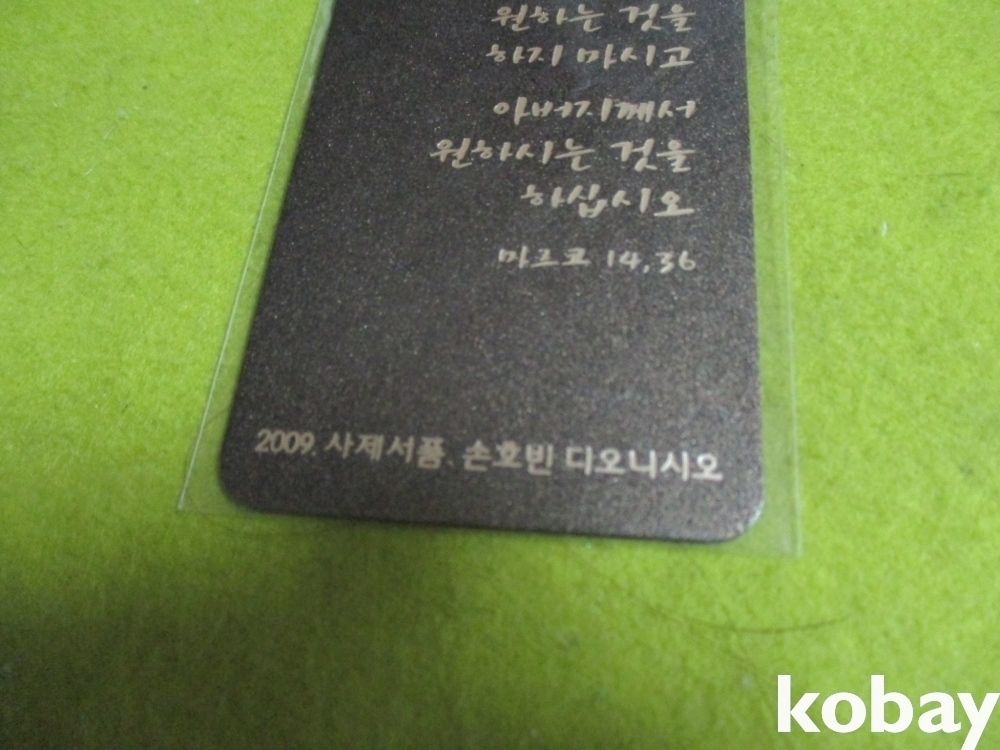 원하는 것을
하지 마시고
아버지께서
원하시는 것을
하십시오
마르코 14,36
2009. 사제서품. 손호빈 디오니시오
kobay